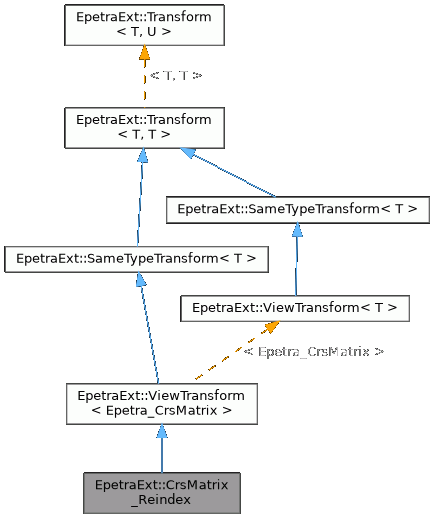 EpetraExt::Transform
< T, U >
< T, T >
EpetraExt::Transform
< T, T >
EpetraExt::SameTypeTransform< T >
EpetraExt::SameTypeTransform< T >
EpetraExt::ViewTransform< T >
< Epetra_CrsMatrix >
EpetraExt::ViewTransform
< Epetra_CrsMatrix >
EpetraExt::CrsMatrix
_Reindex